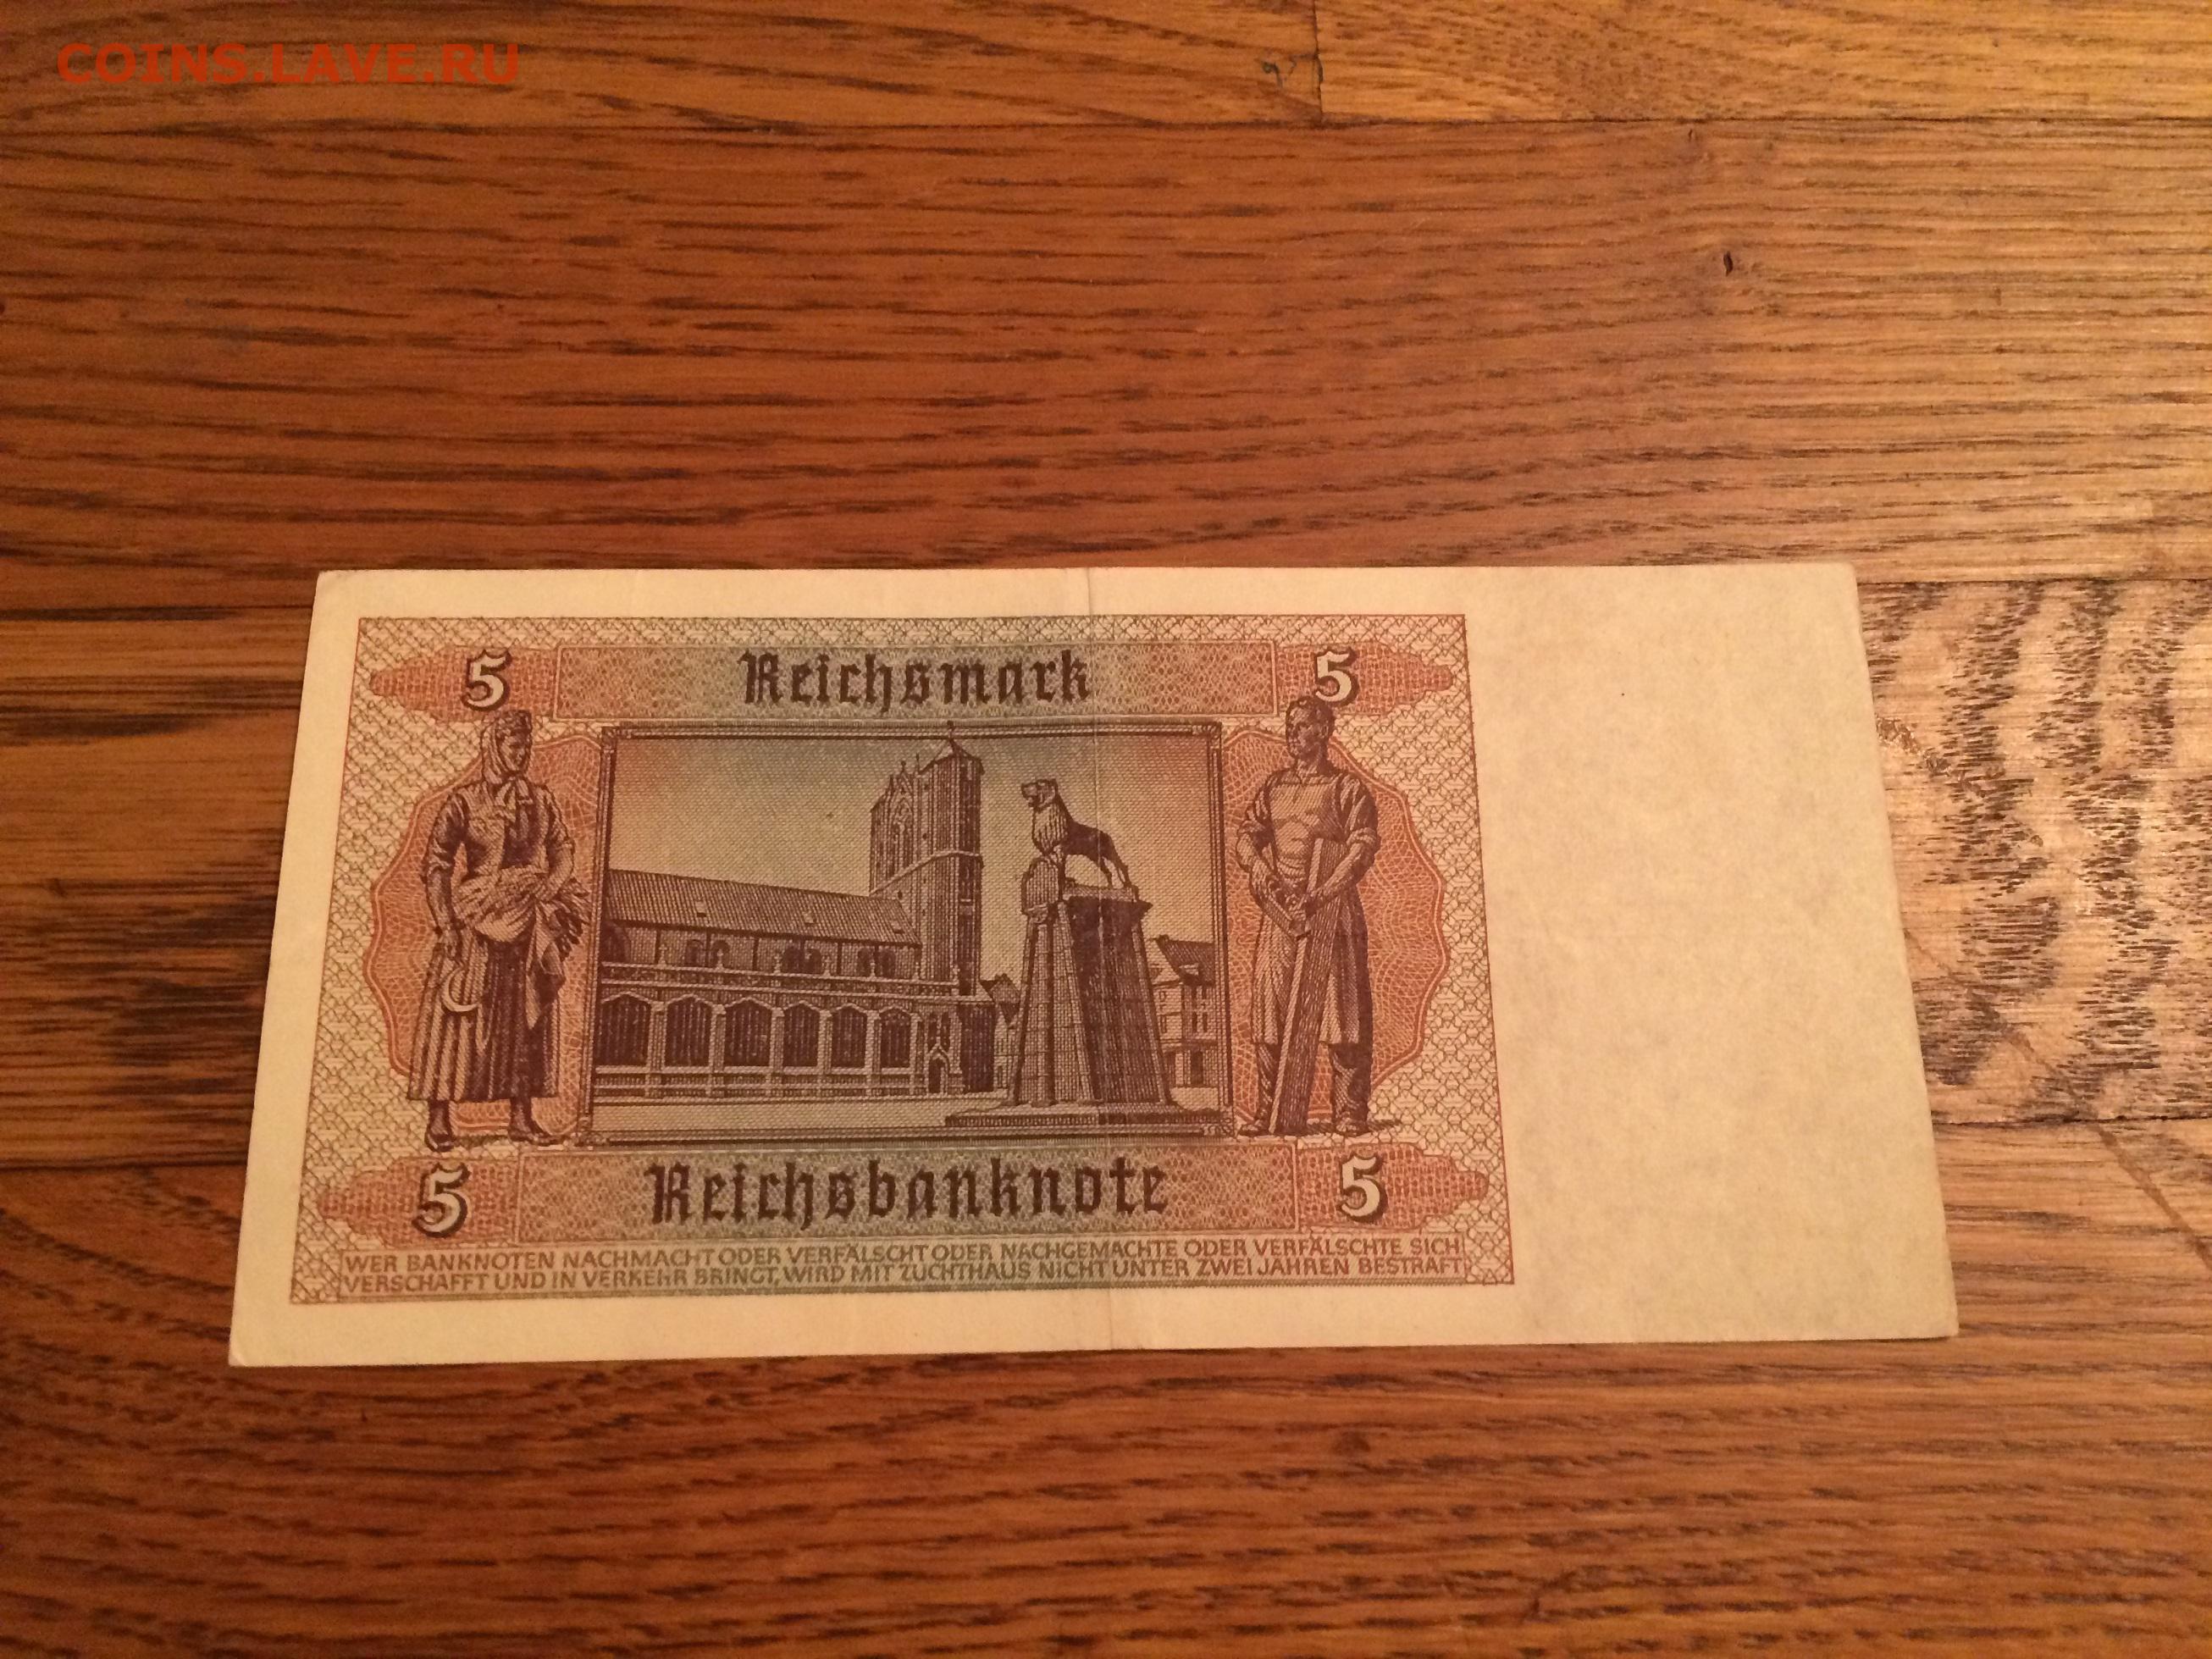 COINS.LAVE.RU
5 Reichsmark 5
5 Reichsbanknote 5
WER BANKNOTEN NACHMACHT ODER VERFÄLSCHT ODER NACHGEMACHTE ODER VERFÄLSCHTE SICH
VERSCHAFFT UND IN VERKEHR BRINGT, WIRD MIT ZUCHTHAUS NICHT UNTER ZWEI JAHREN BESTRAFT